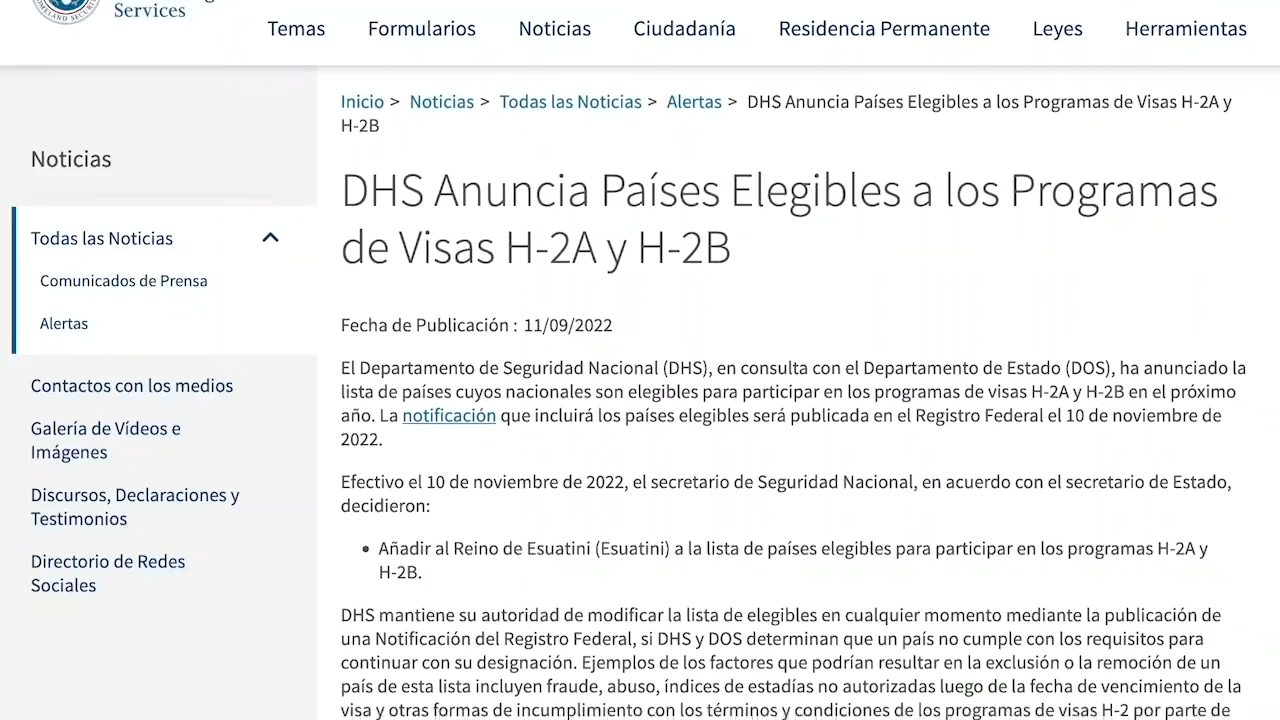 Services
Temas
Formularios
Noticias
Ciudadanía
Residencia Permanente
Leyes
Herramientas
Inicio > Noticias > Todas las Noticias > Alertas > DHS Anuncia Países Elegibles a los Programas de Visas H-2A y
H-2B
Noticias
Todas las Noticias
Comunicados de Prensa
Alertas
Contactos con los medios
Galería de Vídeos e
Imágenes
Discursos, Declaraciones y
Testimonios
Directorio de Redes
Sociales
DHS Anuncia Países Elegibles a los Programas
de Visas H-2A y H-2B
Fecha de Publicación : 11/09/2022
El Departamento de Seguridad Nacional (DHS), en consulta con el Departamento de Estado (DOS), ha anunciado la
lista de países cuyos nacionales son elegibles para participar en los programas de visas H-2A y H-2B en el próximo
año. La notificación que incluirá los países elegibles será publicada en el Registro Federal el 10 de noviembre de
2022.
Efectivo el 10 de noviembre de 2022, el secretario de Seguridad Nacional, en acuerdo con el secretario de Estado,
decidieron:
• Añadir al Reino de Esuatini (Esuatini) a la lista de países elegibles para participar en los programas H-2A y
H-2B.
DHS mantiene su autoridad de modificar la lista de elegibles en cualquier momento mediante la publicación de
una Notificación del Registro Federal, si DHS y DOS determinan que un país no cumple con los requisitos para
continuar con su designación. Ejemplos de los factores que podrían resultar en la exclusión o la remoción de un
país de esta lista incluyen fraude, abuso, índices de estadías no autorizadas luego de la fecha de vencimiento de la
visa y otras formas de incumplimiento con los términos y condiciones de los programas de visas H-2 por parte de